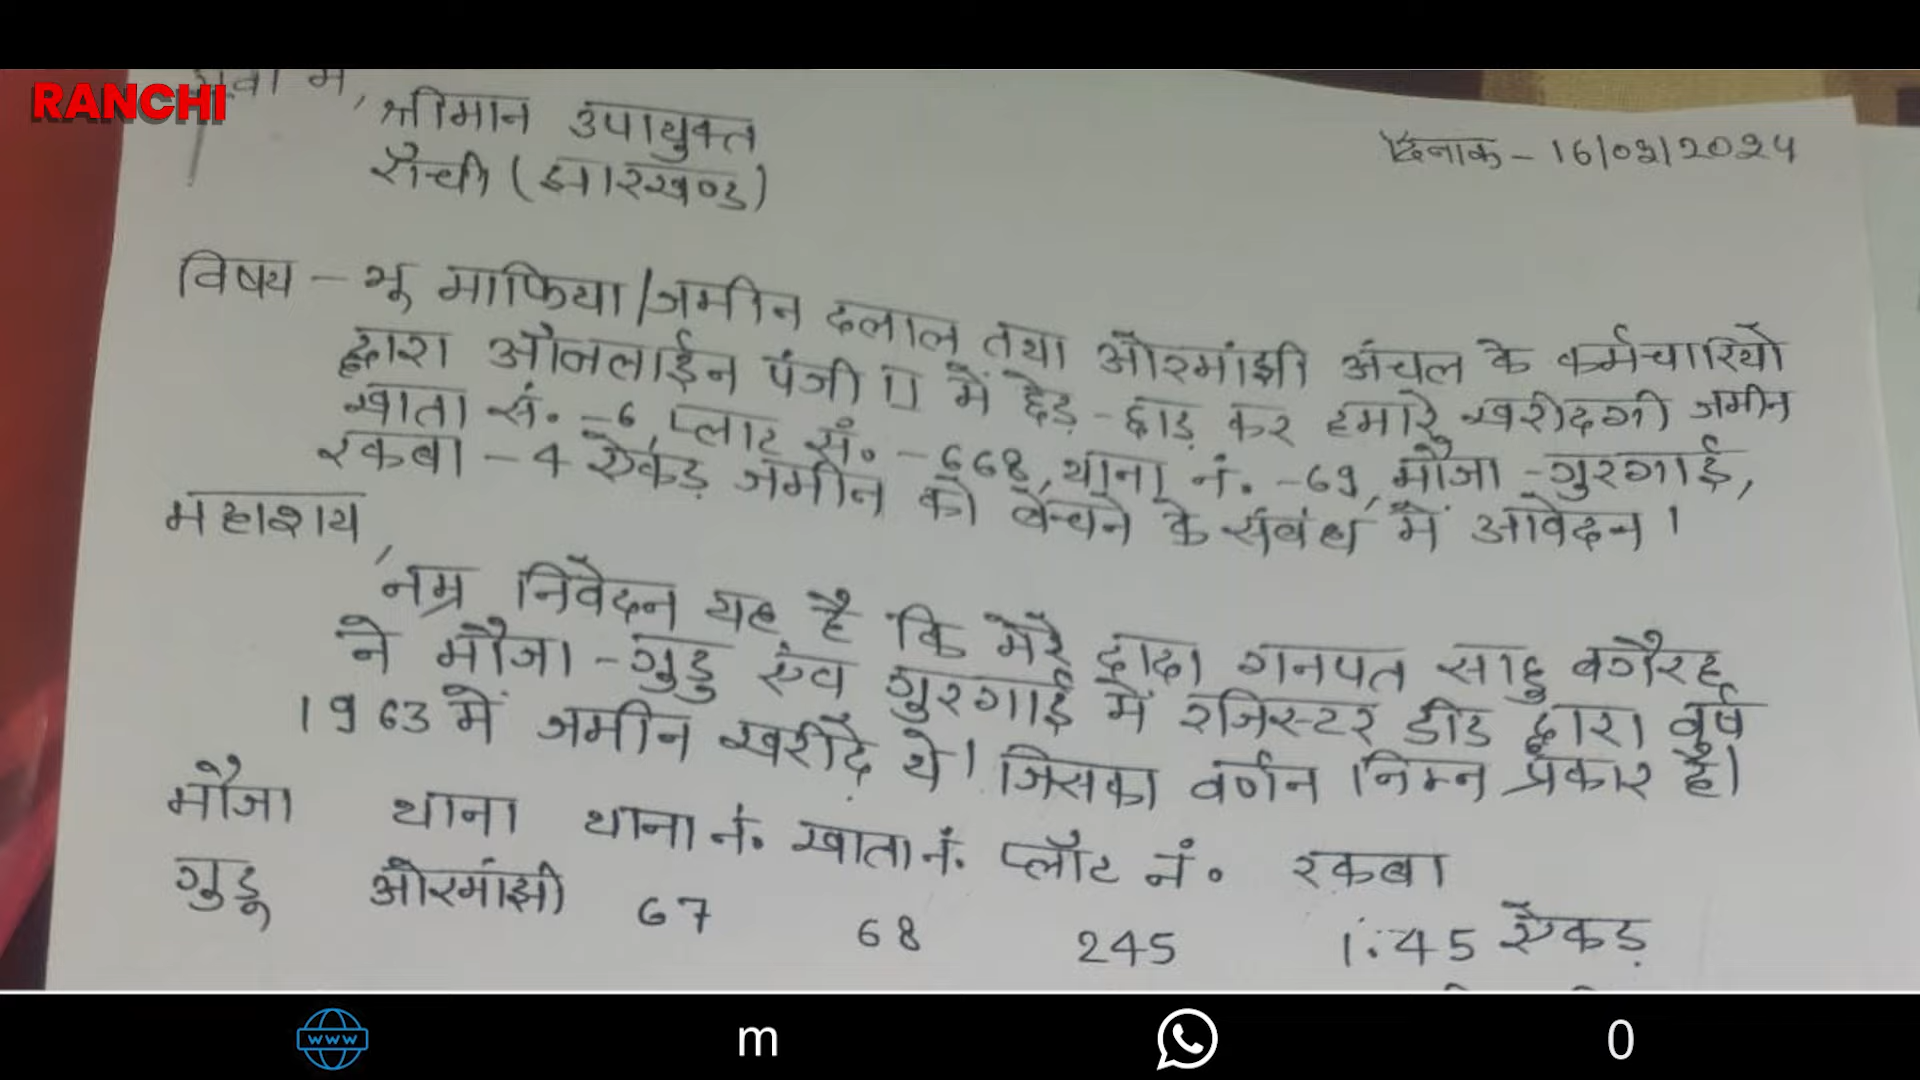 RANCHI
सेवा में,
श्रीमान उपायुक्त
राँची (झारखण्ड)
दिनांक - 16/02/2024
विषय - भू माफिया/जमीन दलाल तथा ओरमांझी अंचल के कर्मचारियों
द्वारा ऑनलाईन पंजी II में छेड़-छाड़ कर हमारे खरीदगी जमीन
खाता सं. - 6, प्लाट सं. - 668, थाना नं. - 69, मौजा - गुरगाई,
रकबा - 4 एकड़ जमीन को बेचने के संबंध में आवेदन।
महाशय,
नम्र निवेदन यह है कि मेरे दादा गनपत साहु वगैरह
ने मौजा - गुडु एंव गुरगाई में रजिस्टर डीड द्वारा वर्ष
1963 में जमीन खरीदे थे। जिसका वर्णन निम्न प्रकार है।
मौजा थाना थाना नं. खाता नं. प्लॉट नं. रकबा
गुडू ओरमांझी 67 68 245 1.45 एकड़
www m 0